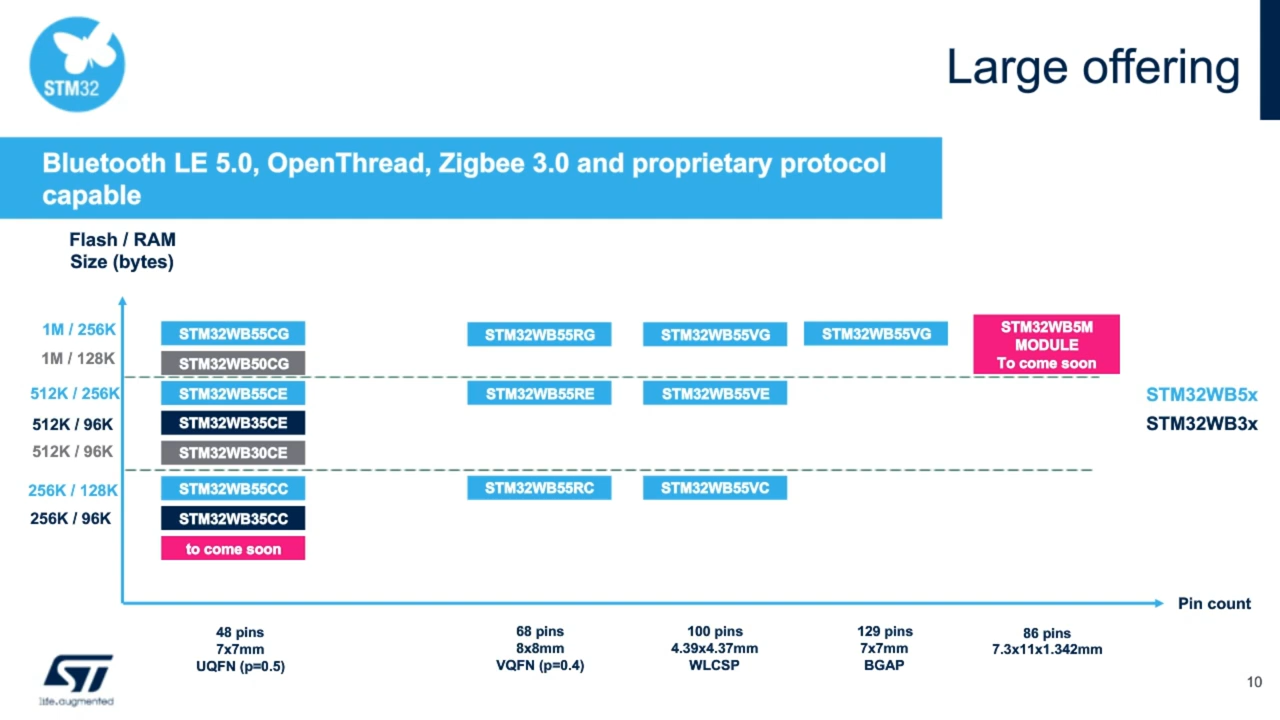 STM32
Large offering
Bluetooth LE 5.0, OpenThread, Zigbee 3.0 and proprietary protocol
capable
Flash / RAM
Size (bytes)
1M / 256K
STM32WB55CG
STM32WB55RG
STM32WB55VG
STM32WB55VG
STM32WB5M
MODULE
To come soon
1M / 128K
STM32WB50CG
512K / 256K
STM32WB55CE
STM32WB55RE
STM32WB55VE
STM32WB5x
512K / 96K
STM32WB35CE
STM32WB3x
512K / 96K
STM32WB30CE
256K / 128K
STM32WB55CC
STM32WB55RC
STM32WB55VC
256K / 96K
STM32WB35CC
to come soon
Pin count
48 pins
7x7mm
UQFN (p=0.5)
68 pins
8x8mm
VQFN (p=0.4)
100 pins
4.39x4.37mm
WLCSP
129 pins
7x7mm
BGAP
86 pins
7.3x11x1.342mm
ST
life.augmented
10